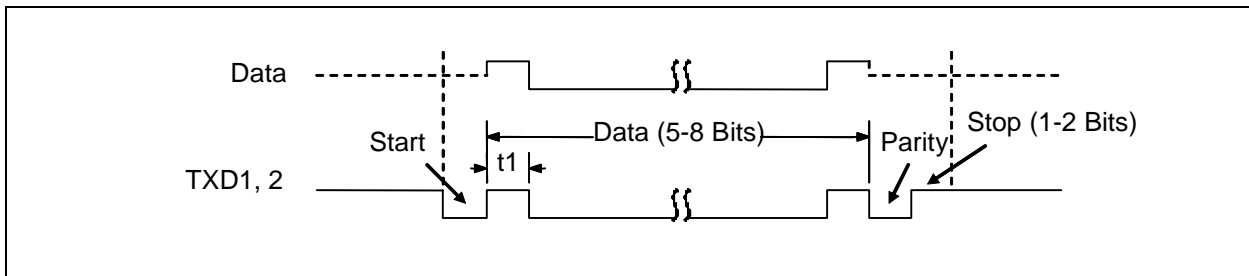 Data
Data (5-8 Bits)
Stop (1-2 Bits)
Start
Parity
t1
TXD1, 2